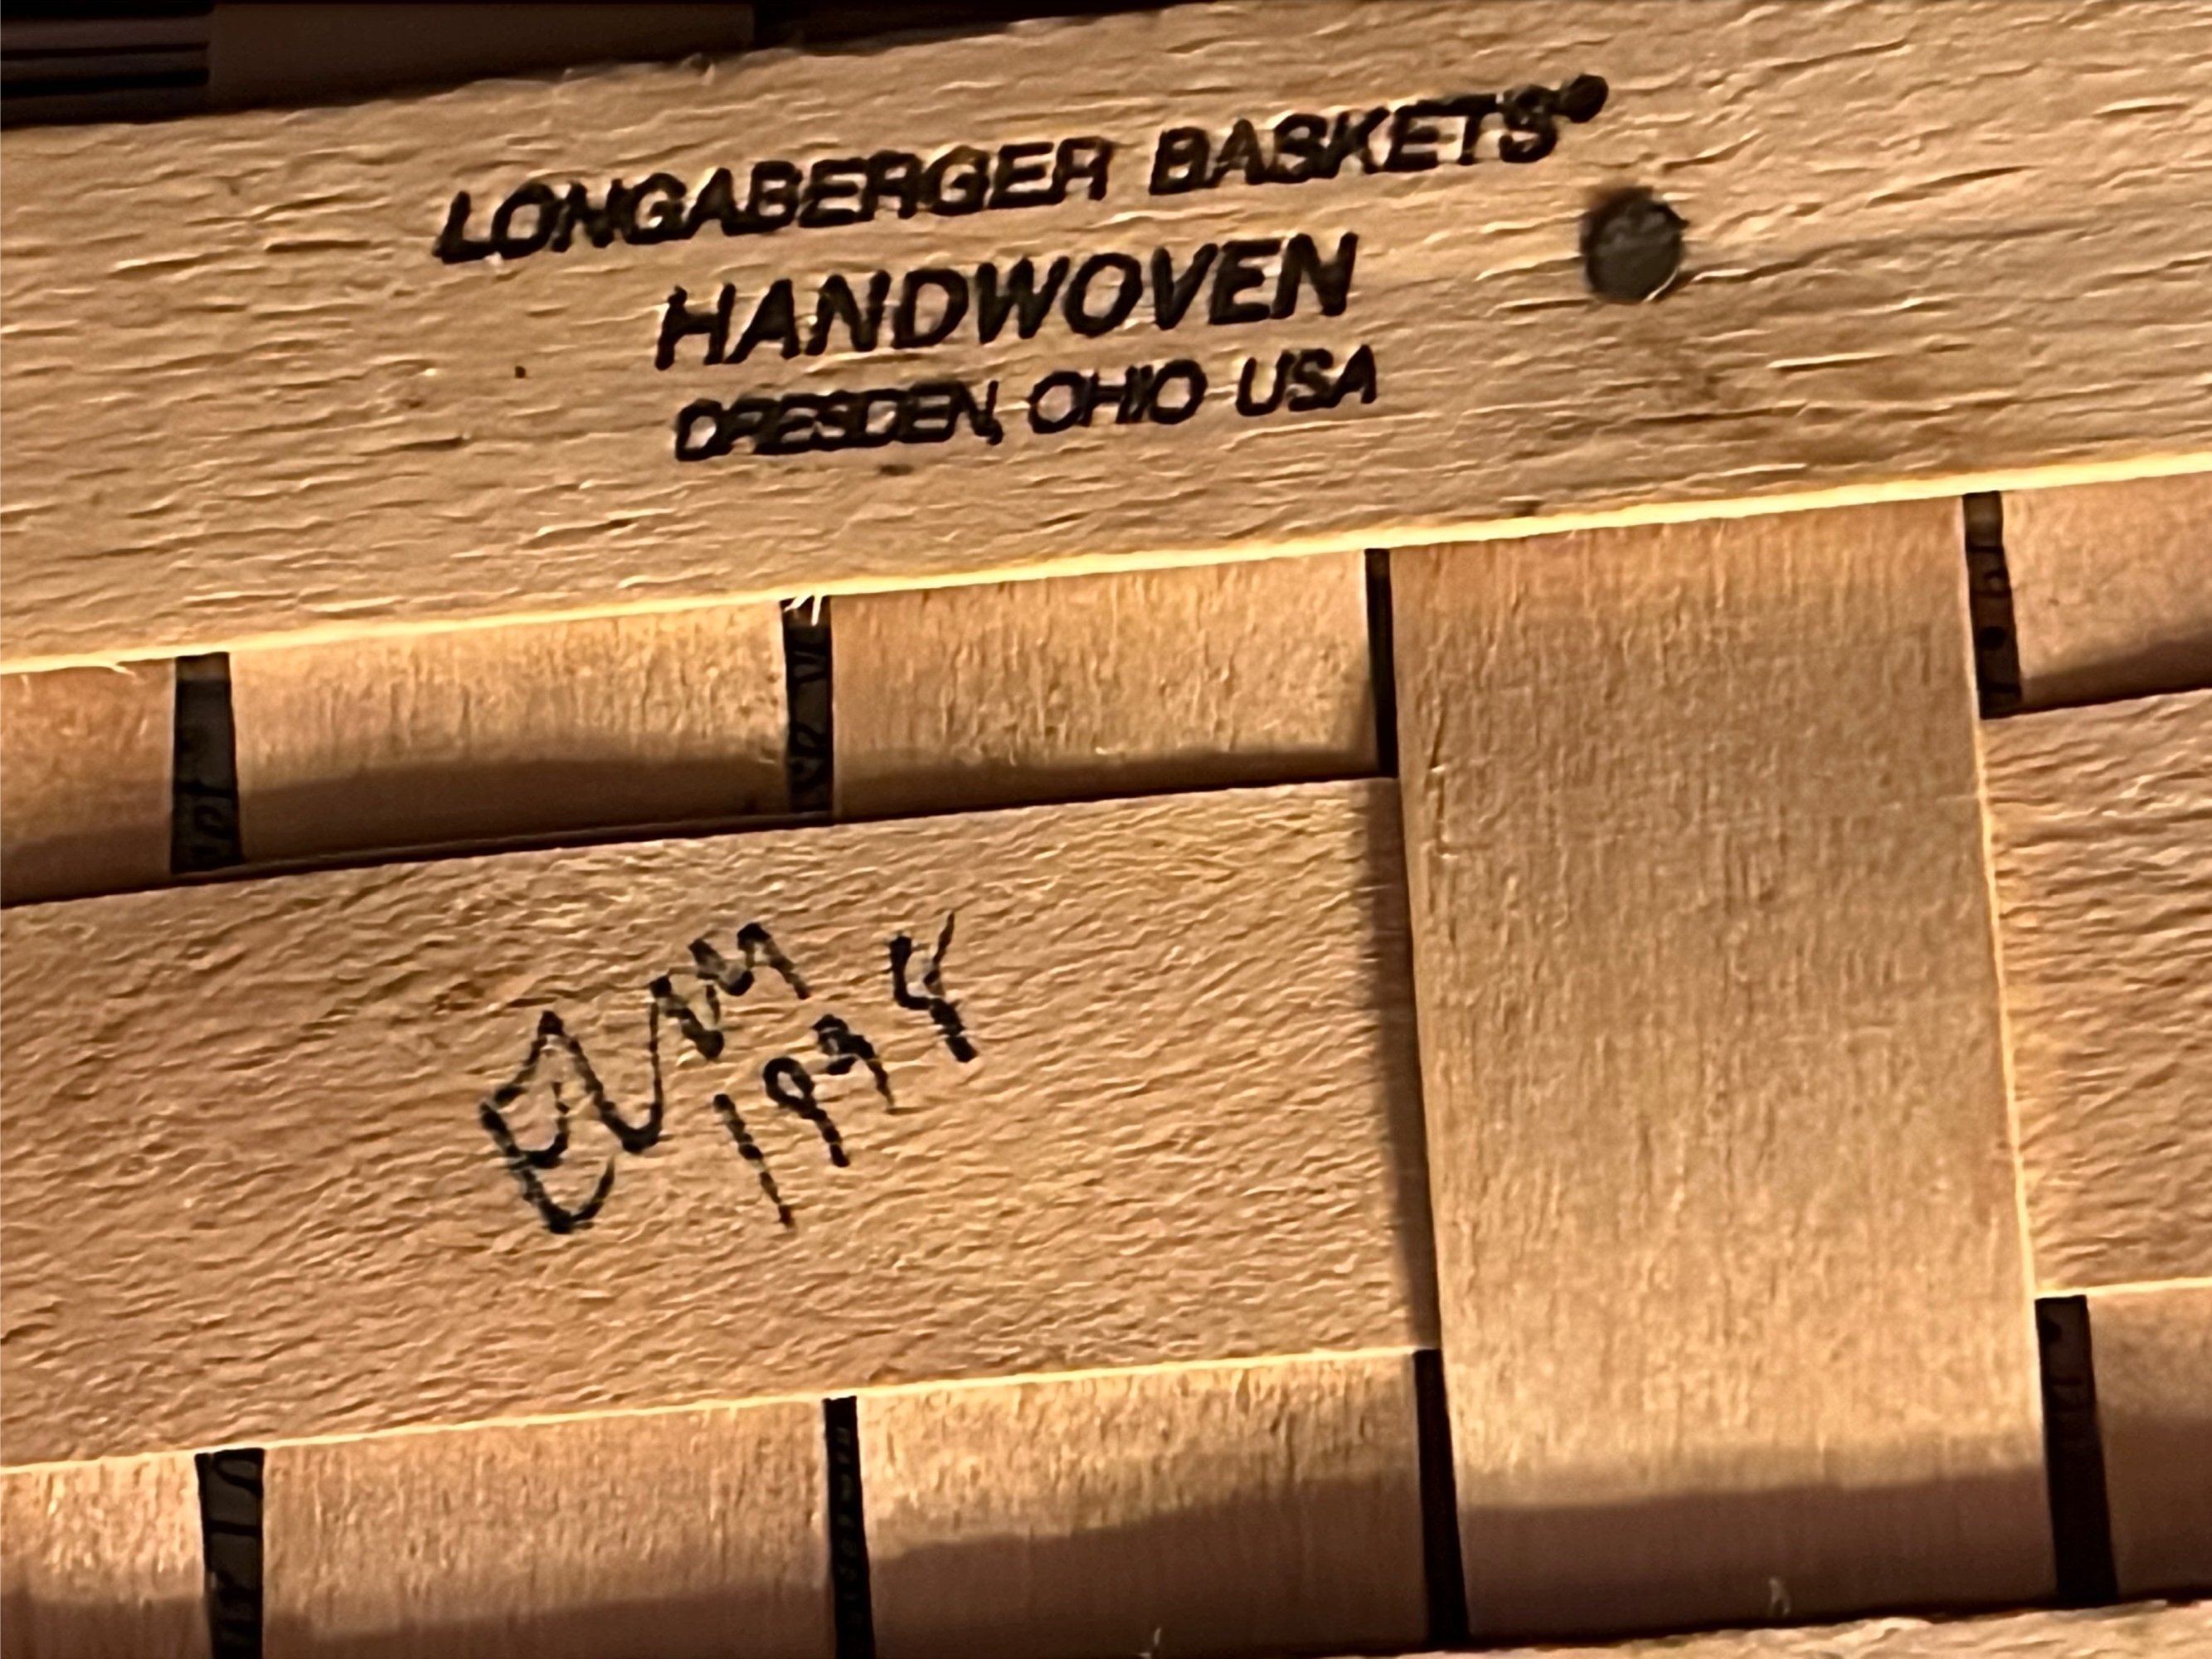 LONGABERGER BASKETS®
HANDWOVEN
DRESDEN, OHIO USA
1994